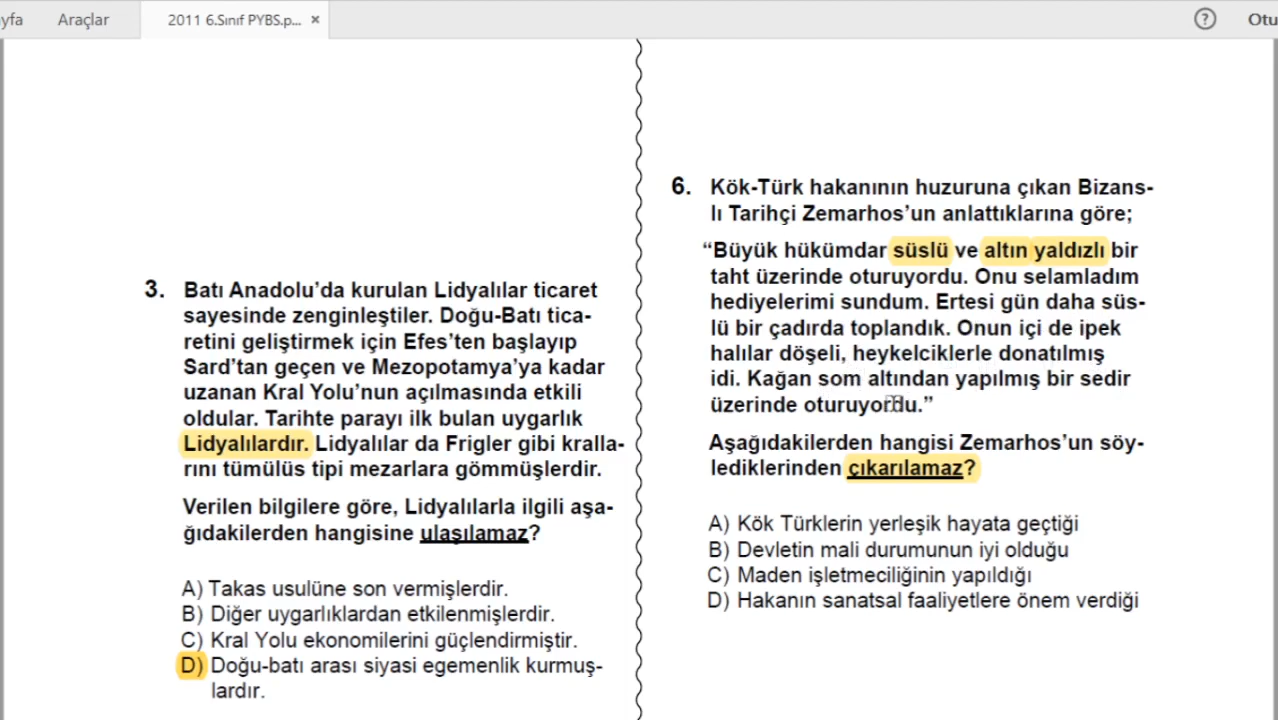 yfa Araçlar 2011 6.Sınıf PYBS.p... × ? Otu
3. Batı Anadolu'da kurulan Lidyalılar ticaret
sayesinde zenginleştiler. Doğu-Batı tica-
retini geliştirmek için Efes'ten başlayıp
Sard'tan geçen ve Mezopotamya'ya kadar
uzanan Kral Yolu'nun açılmasında etkili
oldular. Tarihte parayı ilk bulan uygarlık
Lidyalılardır. Lidyalılar da Frigler gibi kralla-
rını tümülüs tipi mezarlara gömmüşlerdir.
Verilen bilgilere göre, Lidyalılarla ilgili aşa-
ğıdakilerden hangisine ulaşılamaz?
A) Takas usulüne son vermişlerdir.
B) Diğer uygarlıklardan etkilenmişlerdir.
C) Kral Yolu ekonomilerini güçlendirmiştir.
D) Doğu-batı arası siyasi egemenlik kurmuş-
lardır.
6. Kök-Türk hakanının huzuruna çıkan Bizans-
lı Tarihçi Zemarhos'un anlattıklarına göre;
“Büyük hükümdar süslü ve altın yaldızlı bir
taht üzerinde oturuyordu. Onu selamladım
hediyelerimi sundum. Ertesi gün daha süs-
lü bir çadırda toplandık. Onun içi de ipek
halılar döşeli, heykelciklerle donatılmış
idi. Kağan som altından yapılmış bir sedir
üzerinde oturuyordu.”
Aşağıdakilerden hangisi Zemarhos'un söy-
lediklerinden çıkarılamaz?
A) Kök Türklerin yerleşik hayata geçtiği
B) Devletin mali durumunun iyi olduğu
C) Maden işletmeciliğinin yapıldığı
D) Hakanın sanatsal faaliyetlere önem verdiği